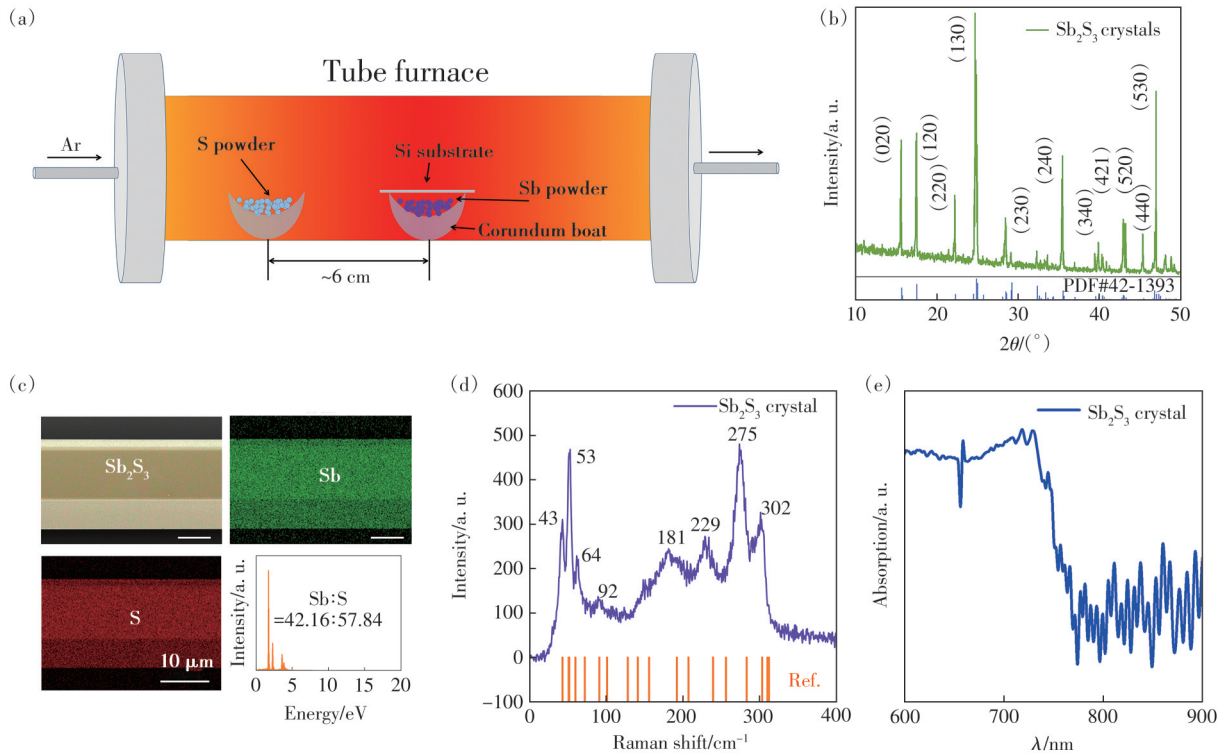 (a)
Tube furnace
Ar
S powder
Si substrate
Sb powder
Corundum boat
~6 cm
(b)
Intensity/a. u.
Sb₂S₃ crystals
(020)
(120)
(220)
(130)
(230)
(240)
(340)
(421)
(520)
(440)
(530)
PDF#42-1393
10 20 30 40 50
2θ/(°)
(c)
Sb₂S₃
Sb
S
10 μm
Intensity/a. u.
Sb:S
=42.16:57.84
0 5 10 15 20
Energy/eV
(d)
Intensity/a. u.
600
500
400
300
200
100
0
-100
Sb₂S₃ crystal
43
53
64
92
181
229
275
302
Ref.
0 100 200 300 400
Raman shift/cm⁻¹
(e)
Absorption/a. u.
Sb₂S₃ crystal
600 700 800 900
λ/nm